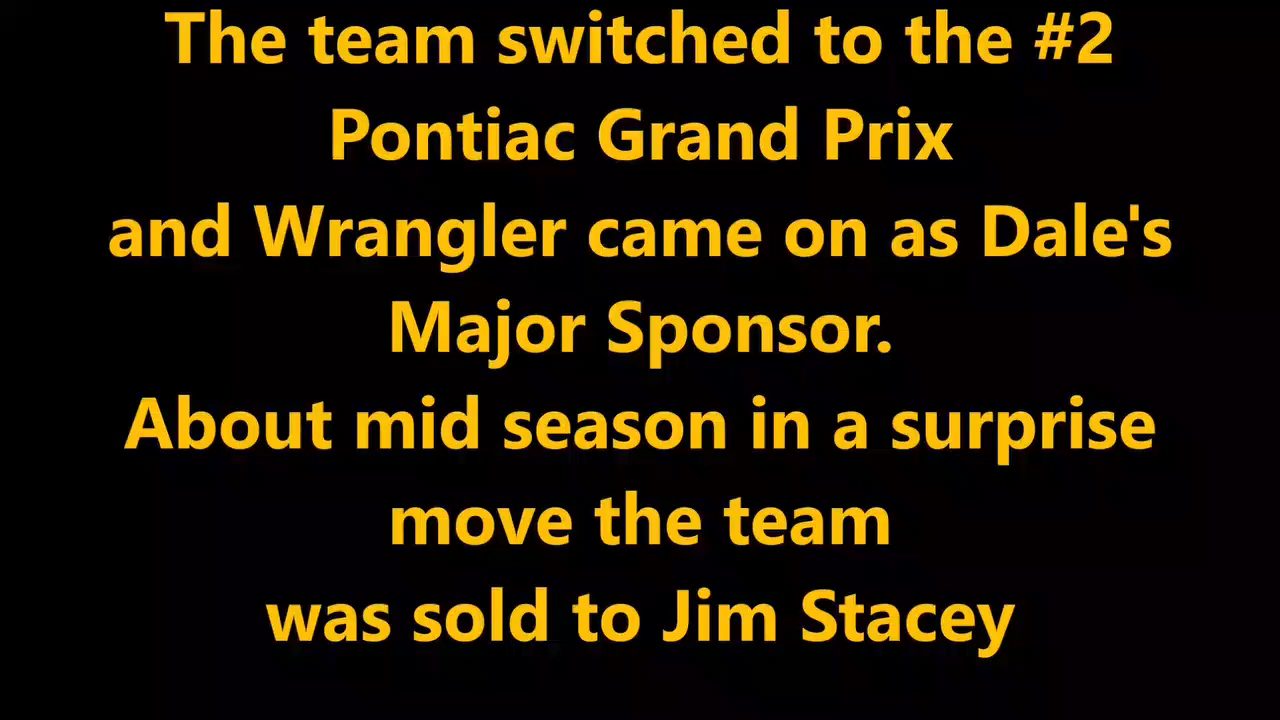 The team switched to the #2
Pontiac Grand Prix
and Wrangler came on as Dale's
Major Sponsor.
About mid season in a surprise
move the team
was sold to Jim Stacey